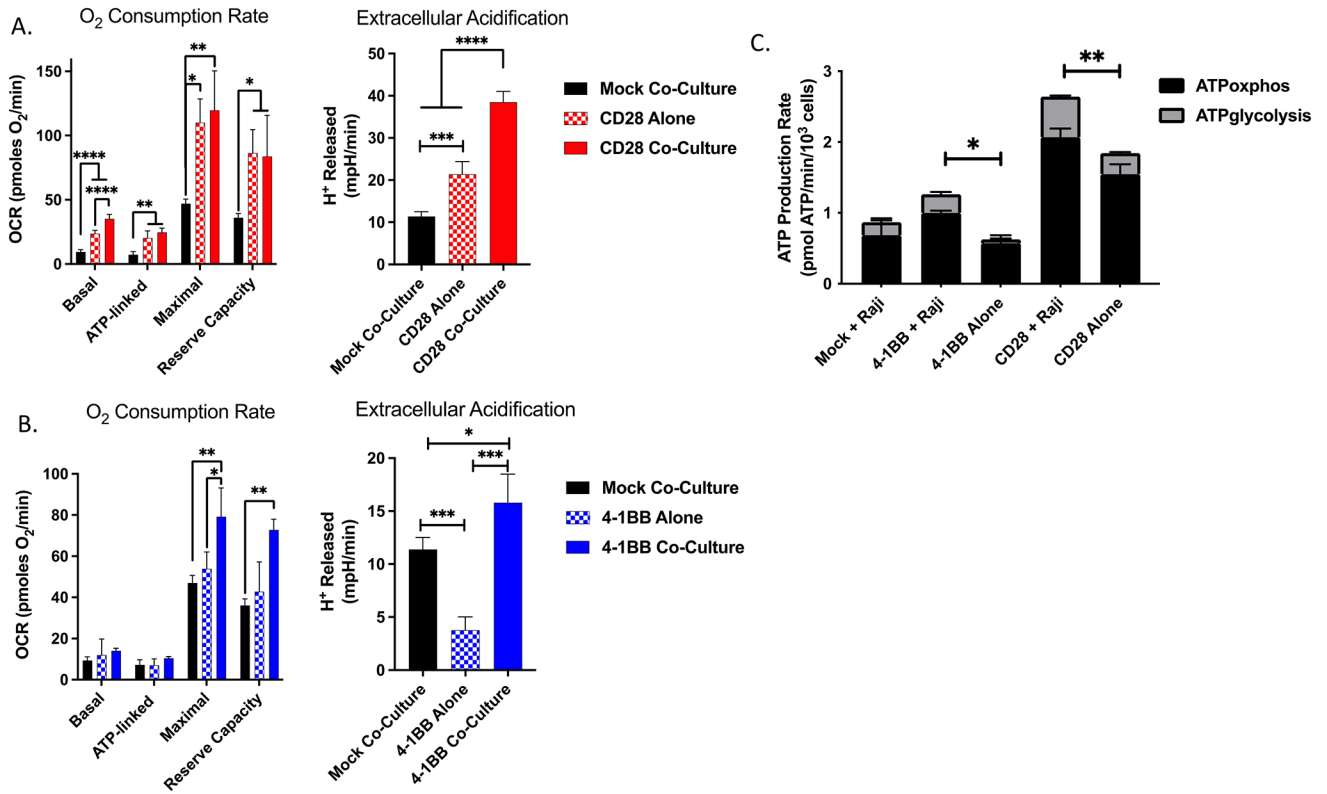 A.
O2 Consumption Rate
OCR (pmoles O2/min)
150
100
50
0
****
****
**
**
*
*
Basal
ATP-linked
Maximal
Reserve Capacity
Extracellular Acidification
H+ Released
(mpH/min)
50
40
30
20
10
0
****
***
Mock Co-Culture
CD28 Alone
CD28 Co-Culture
Mock Co-Culture
CD28 Alone
CD28 Co-Culture
C.
ATP Production Rate
(pmol ATP/min/10³ cells)
3
2
1
0
*
**
Mock + Raji
4-1BB + Raji
4-1BB Alone
CD28 + Raji
CD28 Alone
ATPoxphos
ATPglycolysis
B.
O2 Consumption Rate
OCR (pmoles O2/min)
100
80
60
40
20
0
**
*
**
Basal
ATP-linked
Maximal
Reserve Capacity
Extracellular Acidification
H+ Released
(mpH/min)
20
15
10
5
0
*
***
***
Mock Co-Culture
4-1BB Alone
4-1BB Co-Culture
Mock Co-Culture
4-1BB Alone
4-1BB Co-Culture